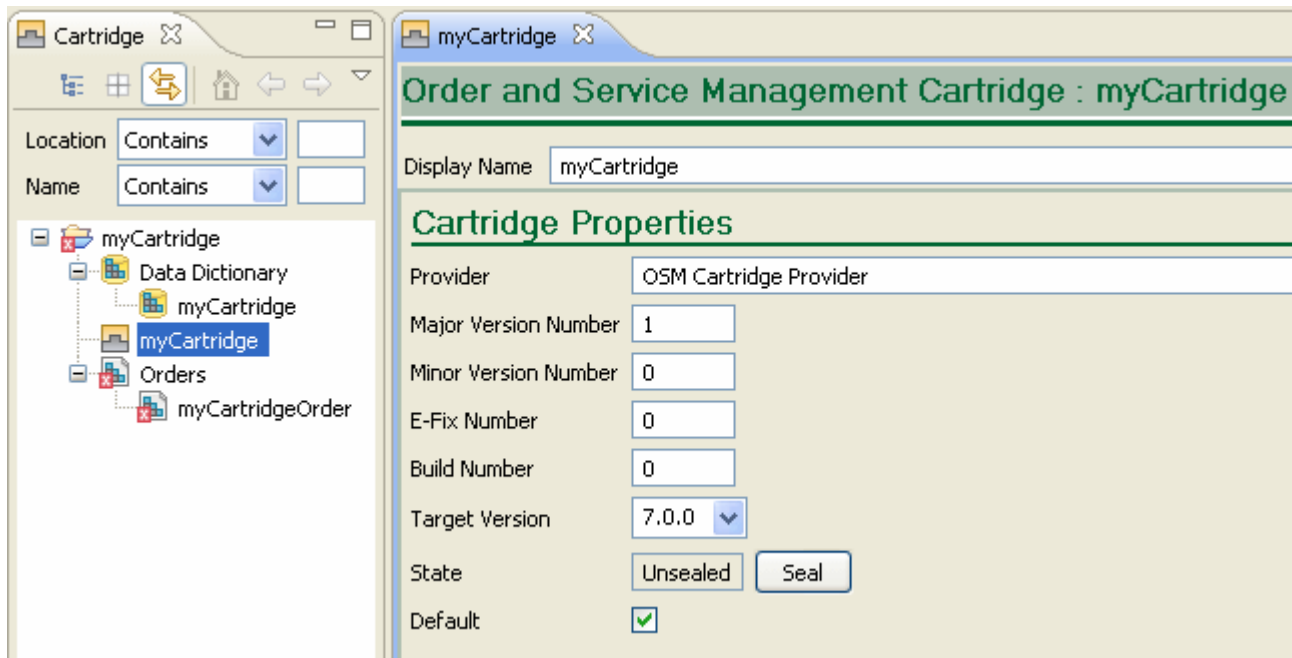 Cartridge
Location Contains
Name Contains
myCartridge
Data Dictionary
myCartridge
myCartridge
Orders
myCartridgeOrder
myCartridge
Order and Service Management Cartridge : myCartridge
Display Name myCartridge
Cartridge Properties
Provider OSM Cartridge Provider
Major Version Number 1
Minor Version Number 0
E-Fix Number 0
Build Number 0
Target Version 7.0.0
State Unsealed Seal
Default